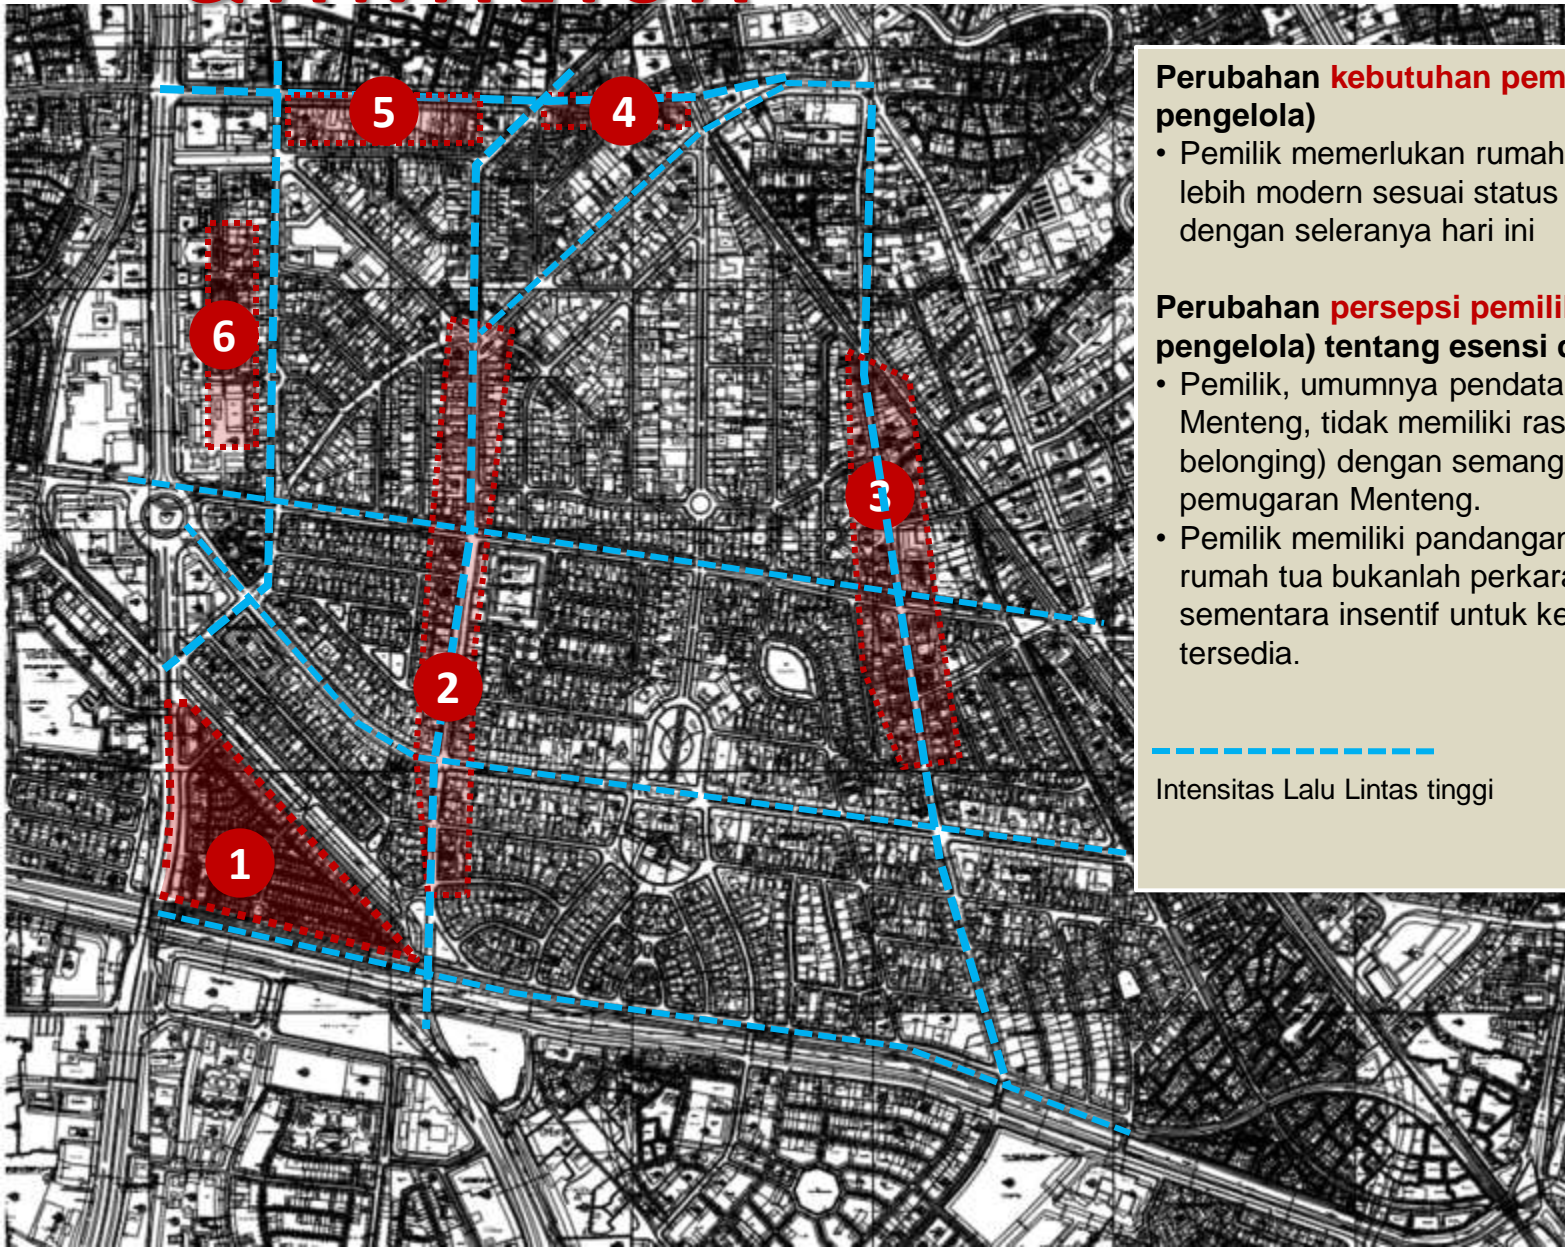 5
4
6
3
2
1
Perubahan kebutuhan pem
pengelola)
• Pemilik memerlukan rumah
lebih modern sesuai status
dengan seleranya hari ini
Perubahan persepsi pemili
pengelola) tentang esensi
• Pemilik, umumnya pendata
Menteng, tidak memiliki ras
belonging) dengan semang
pemugaran Menteng.
• Pemilik memiliki pandangan
rumah tua bukanlah perkara
sementara insentif untuk ke
tersedia.
Intensitas Lalu Lintas tinggi